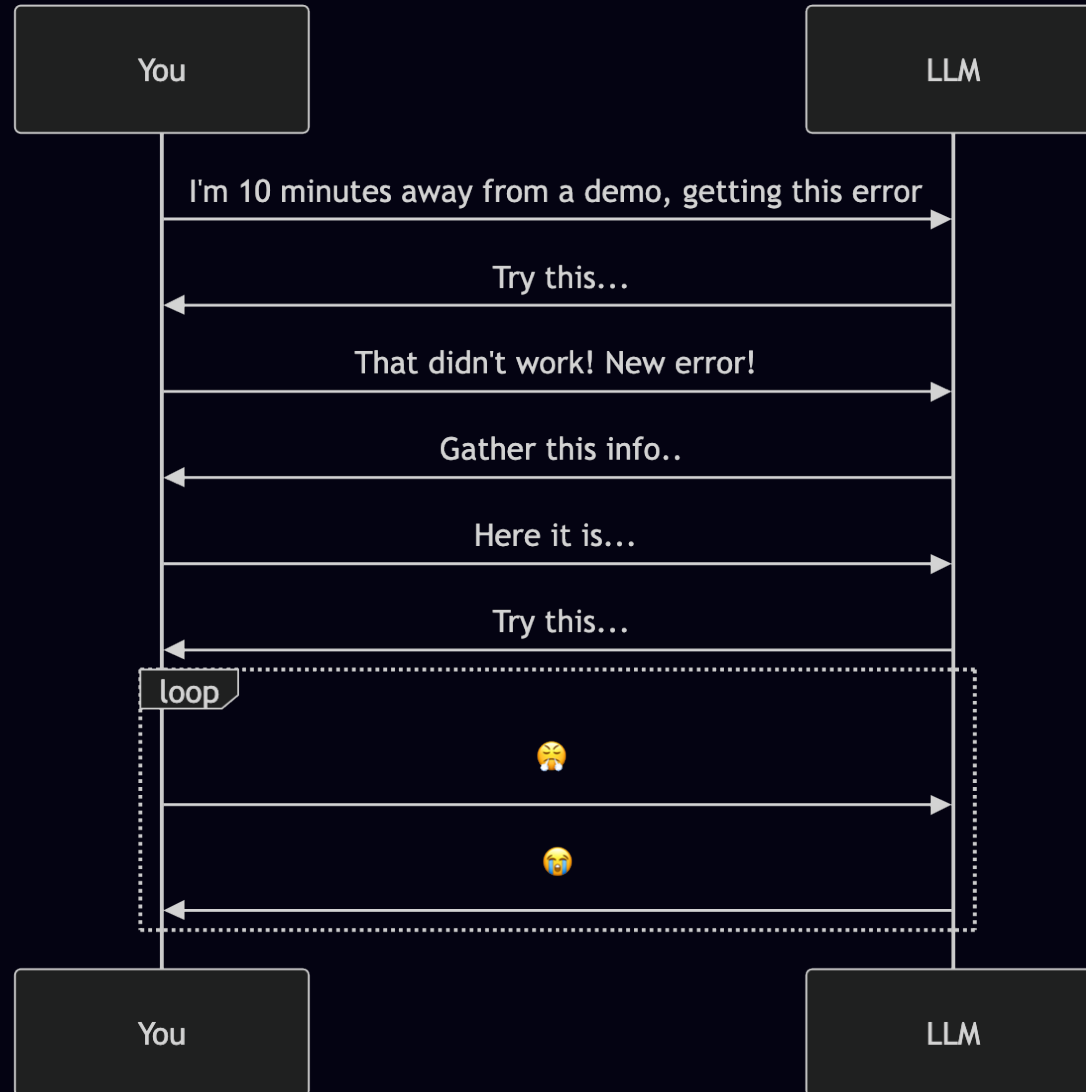 You
LLM
I'm 10 minutes away from a demo, getting this error
Try this...
That didn't work! New error!
Gather this info..
Here it is...
Try this...
loop
😤
😭
You
LLM